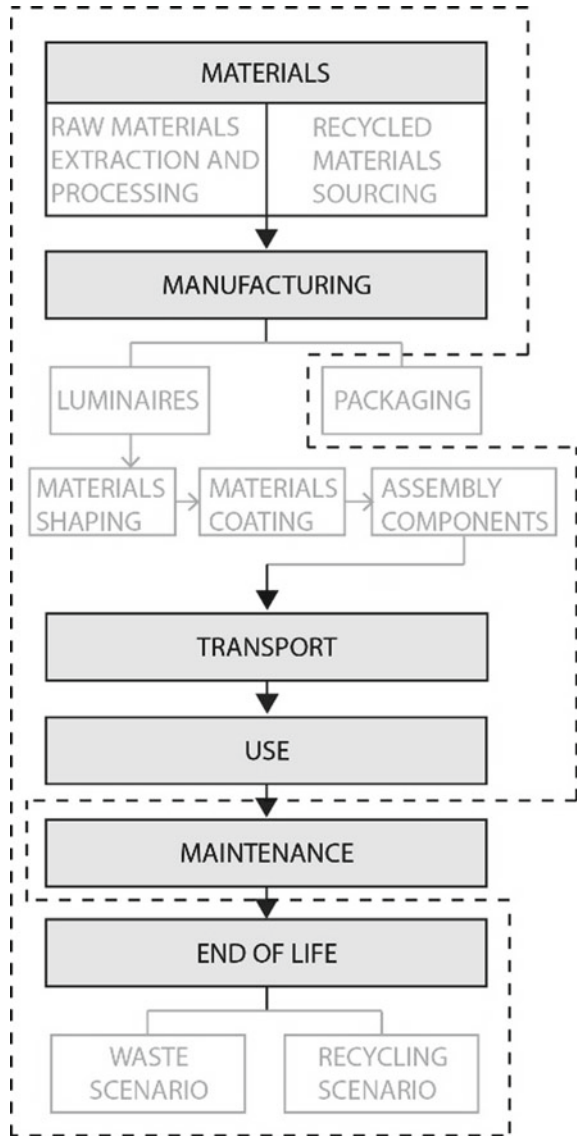 MATERIALS
RAW MATERIALS
EXTRACTION AND
PROCESSING
RECYCLED
MATERIALS
SOURCING
MANUFACTURING
LUMINAIRES
PACKAGING
MATERIALS
SHAPING
MATERIALS
COATING
ASSEMBLY
COMPONENTS
TRANSPORT
USE
MAINTENANCE
END OF LIFE
WASTE
SCENARIO
RECYCLING
SCENARIO